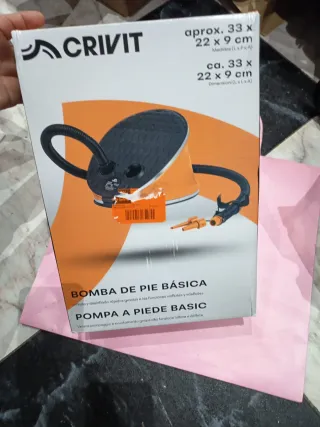 CRIVIT
aprox. 33 x
22 x 9 cm
ca. 33 x
22 x 9 cm
BOMBA DE PIE BÁSICA
POMPA A PIEDE BASIC